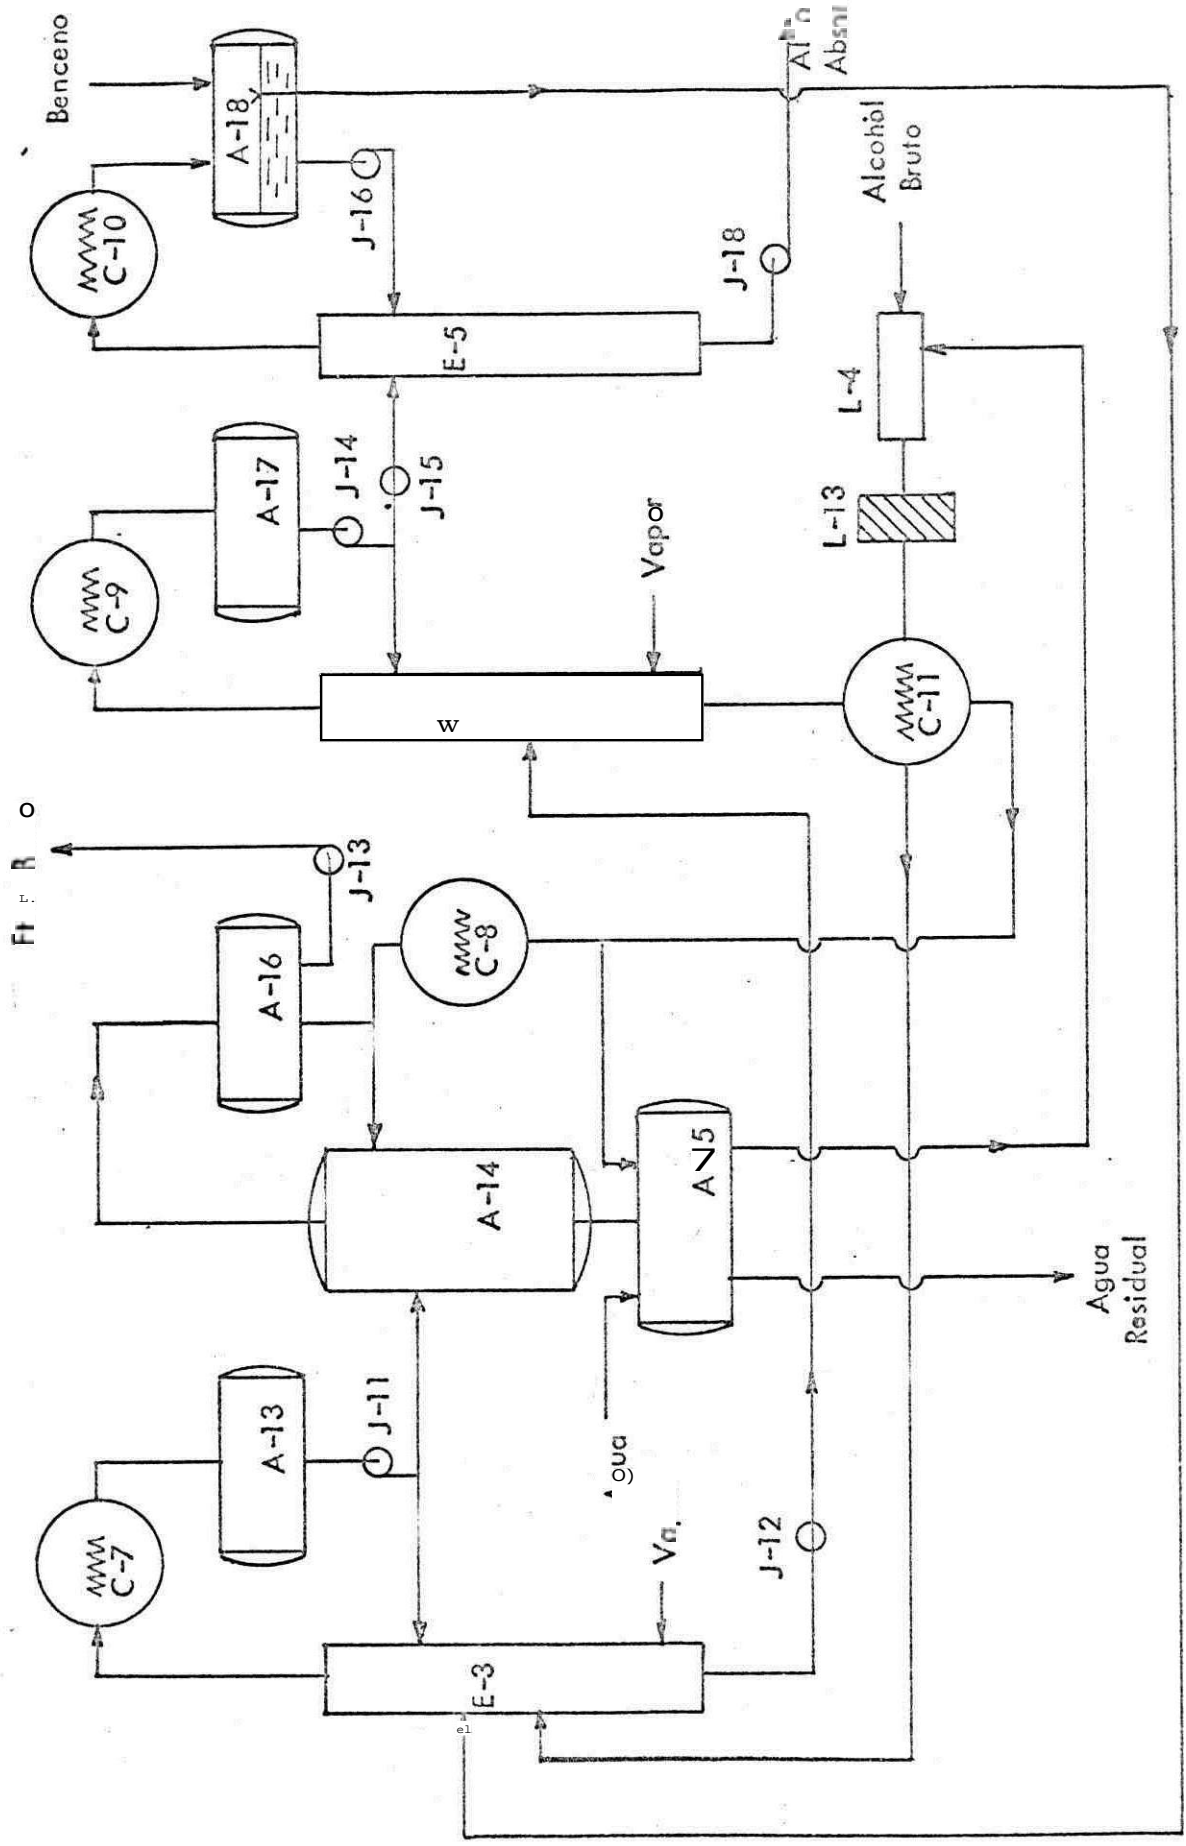 C-7
A-13
J-11
E-3
J-12
A-14
A-16
J-13
C-8
Agua
Residual
C-9
A-17
J-14
J-15
w
Vapor
C-11
L-13
L-4
Alcohol
Bruto
C-10
Benceno
A-18
J-16
E-5
J-18